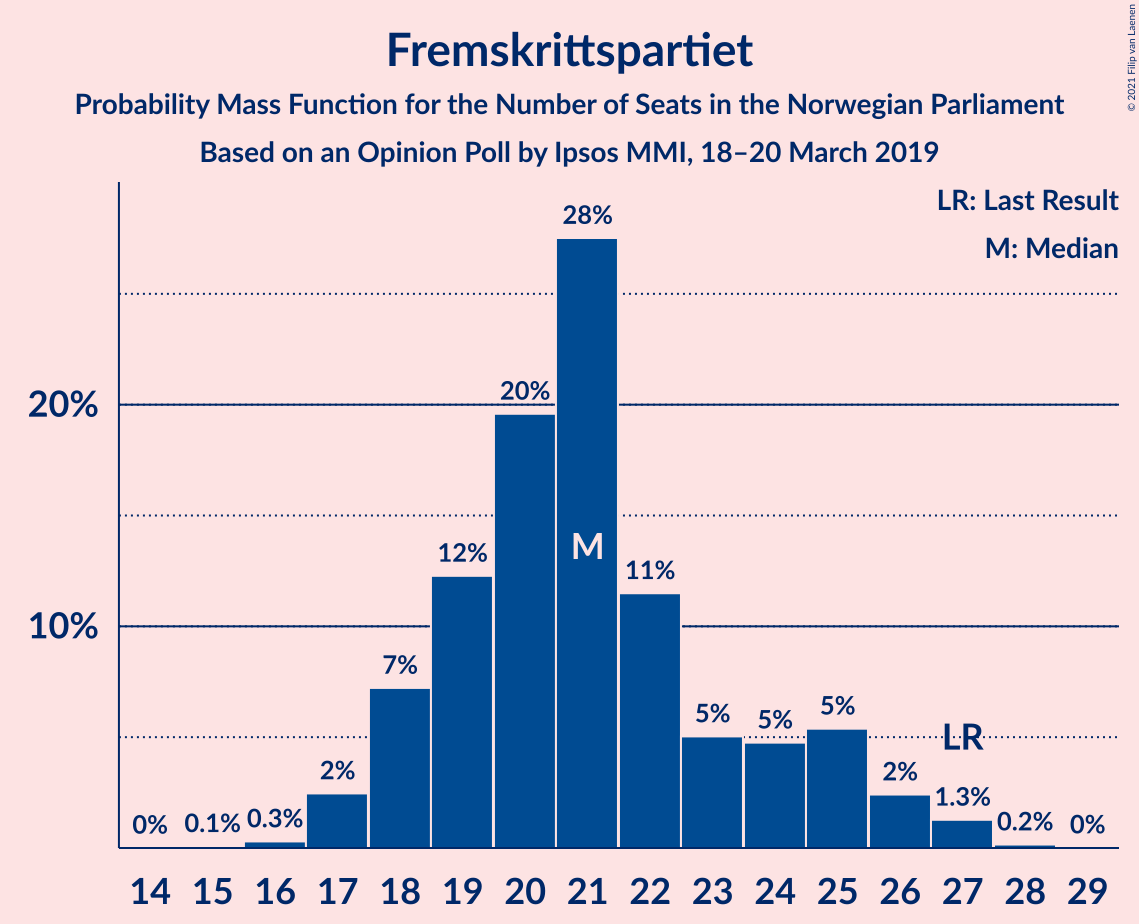 Fremskrittspartiet
Probability Mass Function for the Number of Seats in the Norwegian Parliament
Based on an Opinion Poll by Ipsos MMI, 18–20 March 2019
© 2021 Filip van Laenen
LR: Last Result
M: Median
28%
20%
20%
12%
M
11%
10%
7%
5%
5%
5%
LR
2%
2%
1.3%
0%
0.1%
0.3%
0.2%
0%
14 15 16 17 18 19 20 21 22 23 24 25 26 27 28 29